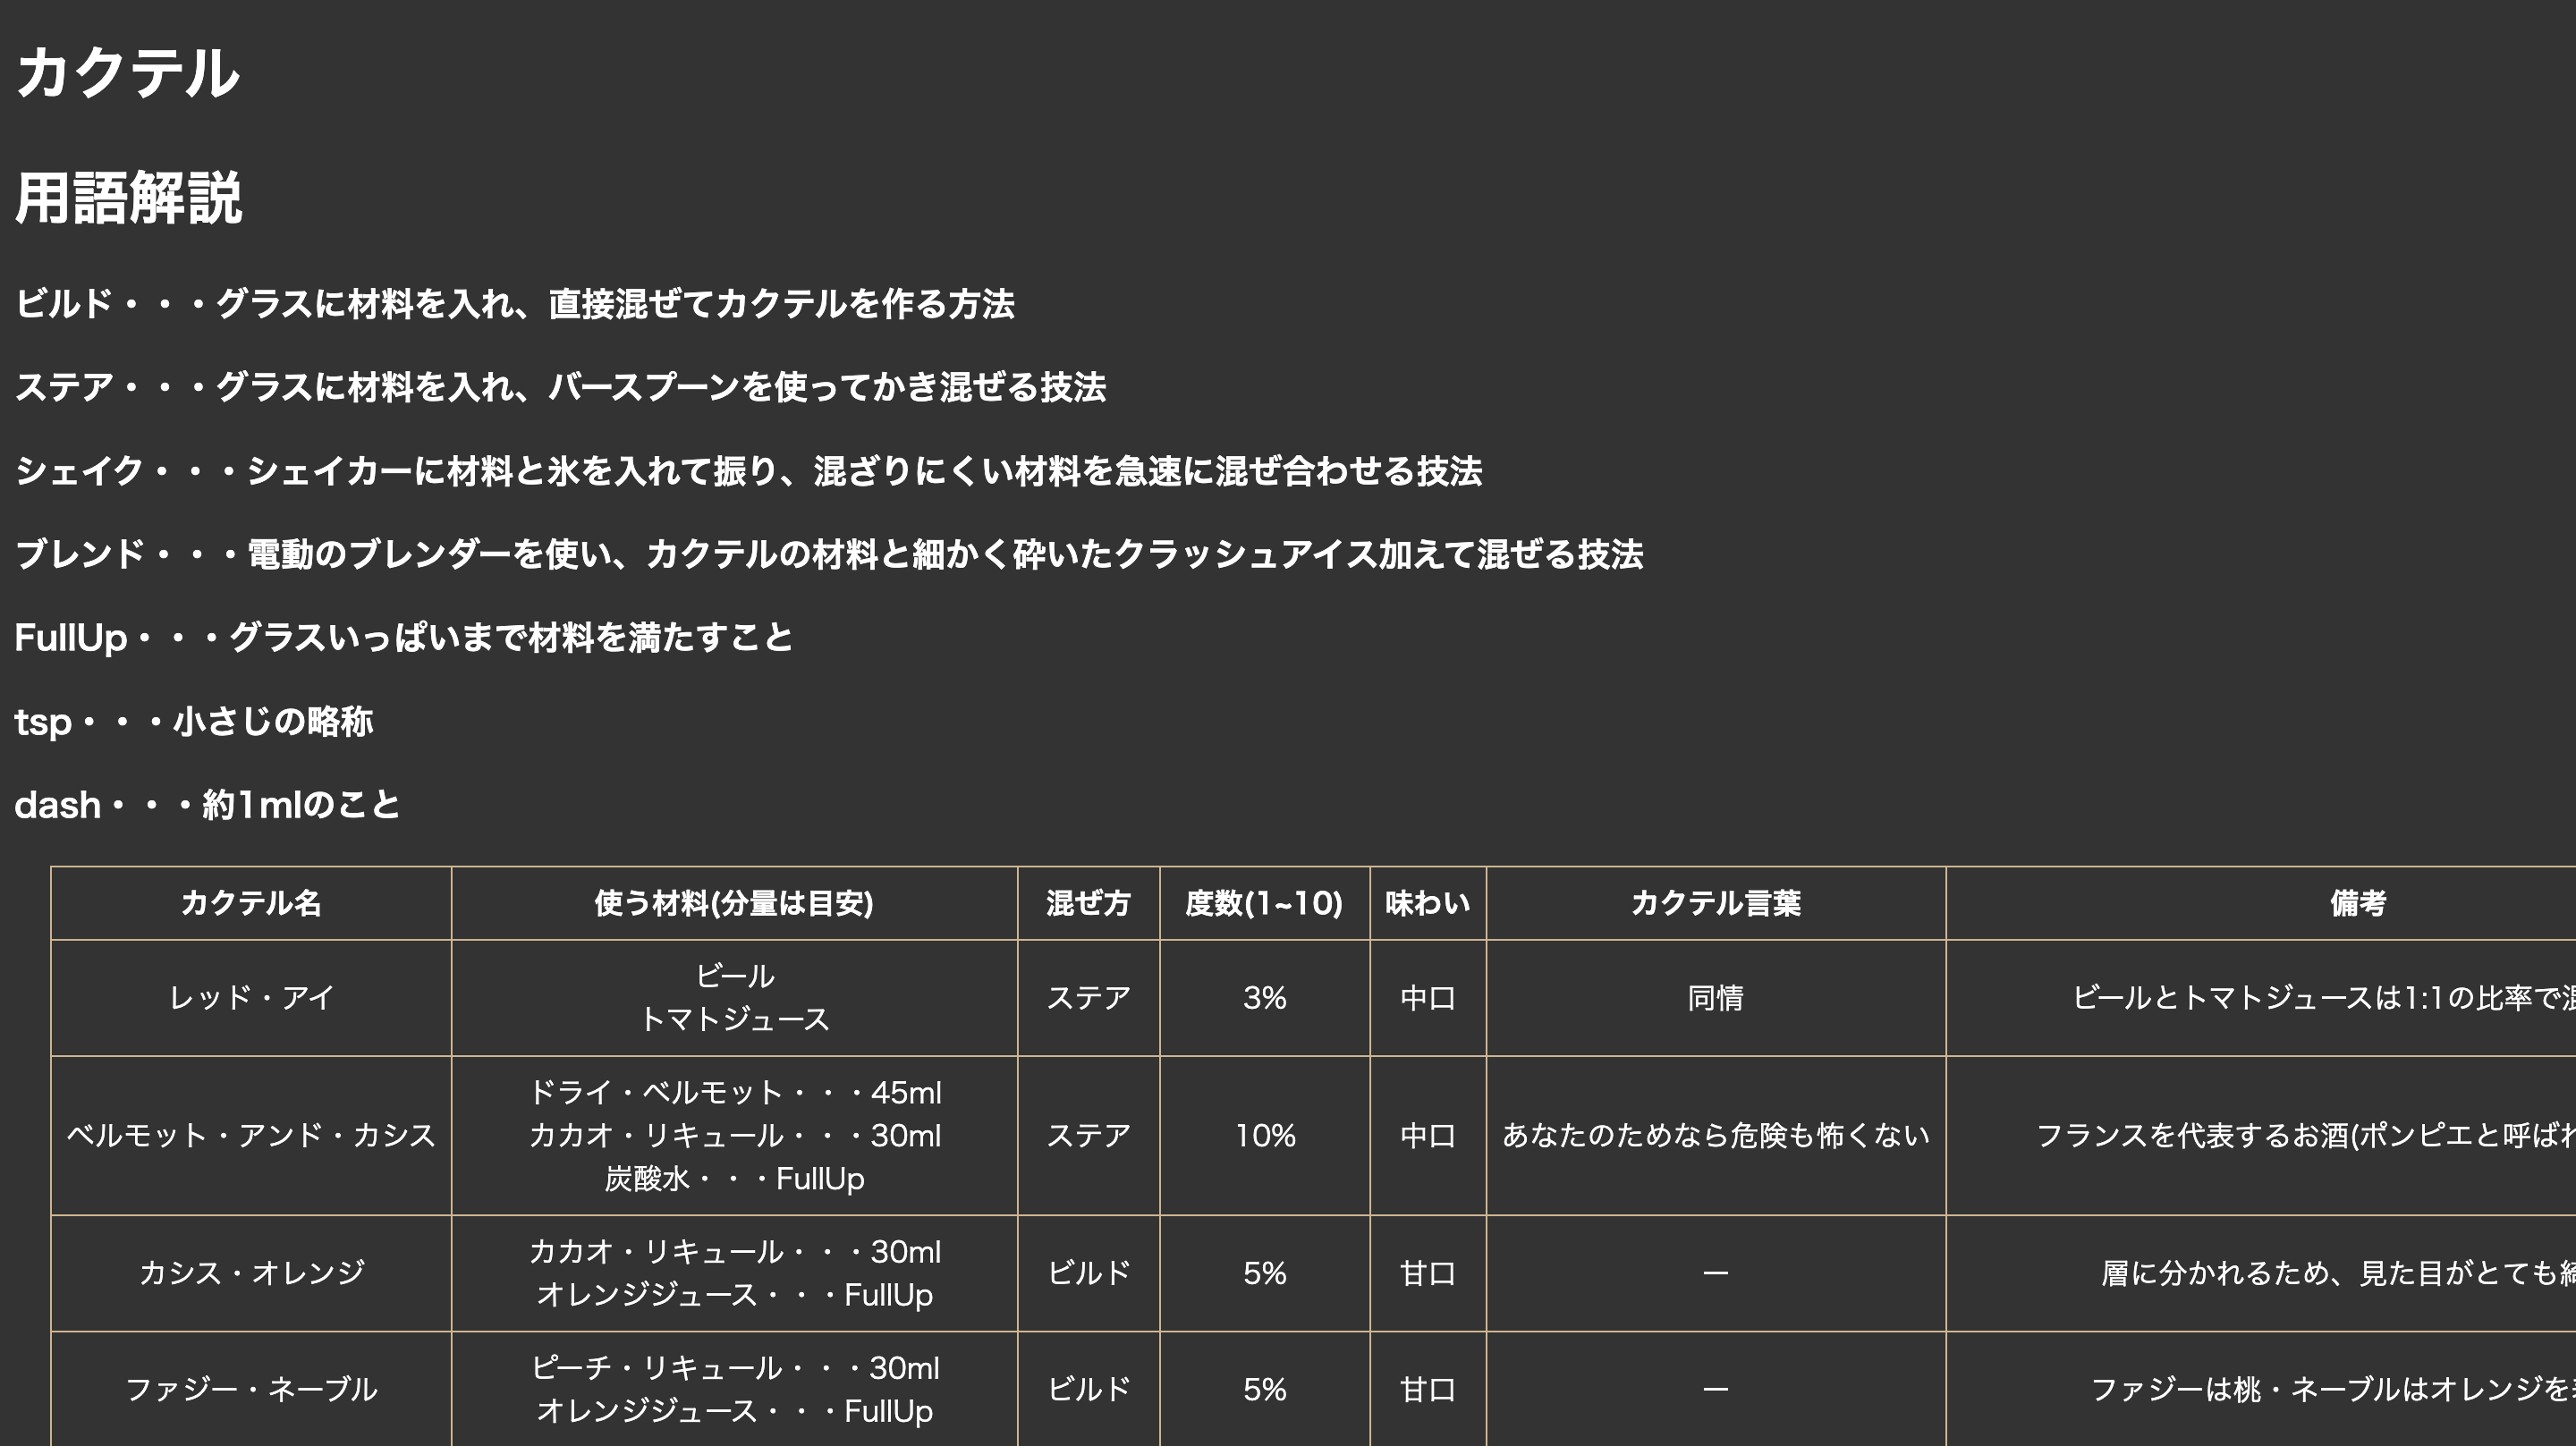 カクテル
用語解説
ビルド・・・グラスに材料を入れ、直接混ぜてカクテルを作る方法
ステア・・・グラスに材料を入れ、バースプーンを使ってかき混ぜる技法
シェイク・・・シェイカーに材料と氷を入れて振り、混ざりにくい材料を急速に混ぜ合わせる技法
ブレンド・・・電動のブレンダーを使い、カクテルの材料と細かく砕いたクラッシュアイス加えて混ぜる技法
FullUp・・・グラスいっぱいまで材料を満たすこと
tsp・・・小さじの略称
dash・・・約1mlのこと
カクテル名 使う材料(分量は目安) 混ぜ方 度数(1~10) 味わい カクテル言葉 備考
レッド・アイ ビール
トマトジュース ステア 3% 中口 同情 ビールとトマトジュースは1:1の比率で
ベルモット・アンド・カシス ドライ・ベルモット・・・45ml
カカオ・リキュール・・・30ml
炭酸水・・・FullUp ステア 10% 中口 あなたのためなら危険も怖くない フランスを代表するお酒(ポンピエと呼ば
カシス・オレンジ カカオ・リキュール・・・30ml
オレンジジュース・・・FullUp ビルド 5% 甘口 ー 層に分かれるため、見た目がとても
ファジー・ネーブル ピーチ・リキュール・・・30ml
オレンジジュース・・・FullUp ビルド 5% 甘口 ー ファジーは桃・ネーブルはオレンジを